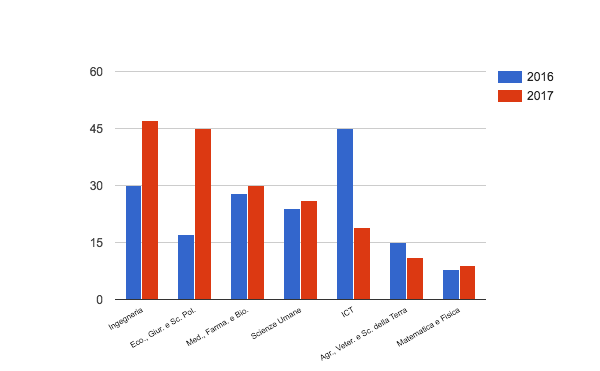 60
45
30
15
0
2016
2017
Ingegneria
Eco., Giur. e Sc. Pol.
Med., Farma. e Bio.
Scienze Umane
ICT
Agr., Veter. e Sc. della Terra
Matematica e Fisica